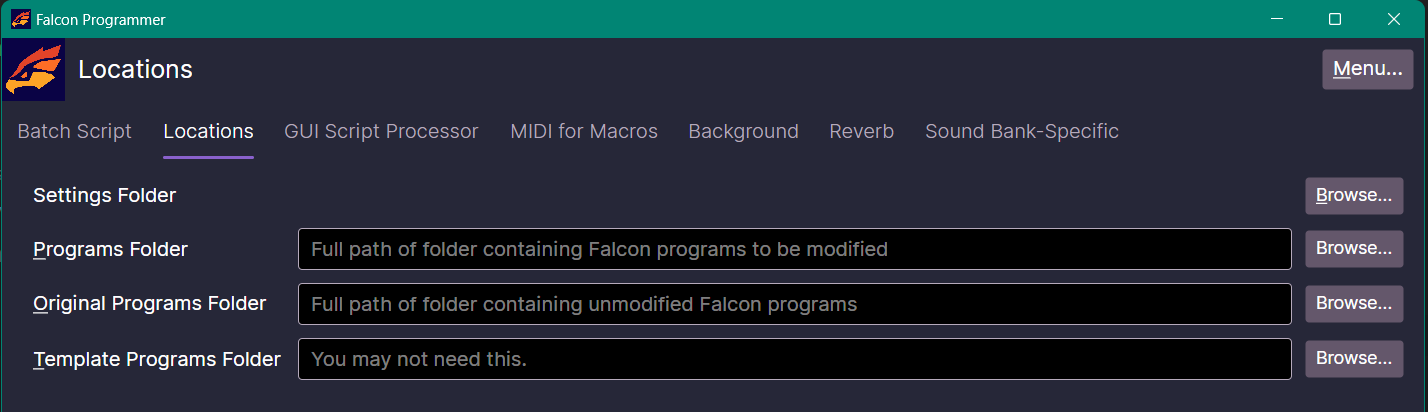 Falcon Programmer
Locations
Menu...
Batch Script Locations GUI Script Processor MIDI for Macros Background Reverb Sound Bank-Specific
Settings Folder Browse...
Programs Folder Full path of folder containing Falcon programs to be modified Browse...
Original Programs Folder Full path of folder containing unmodified Falcon programs Browse...
Template Programs Folder You may not need this. Browse...